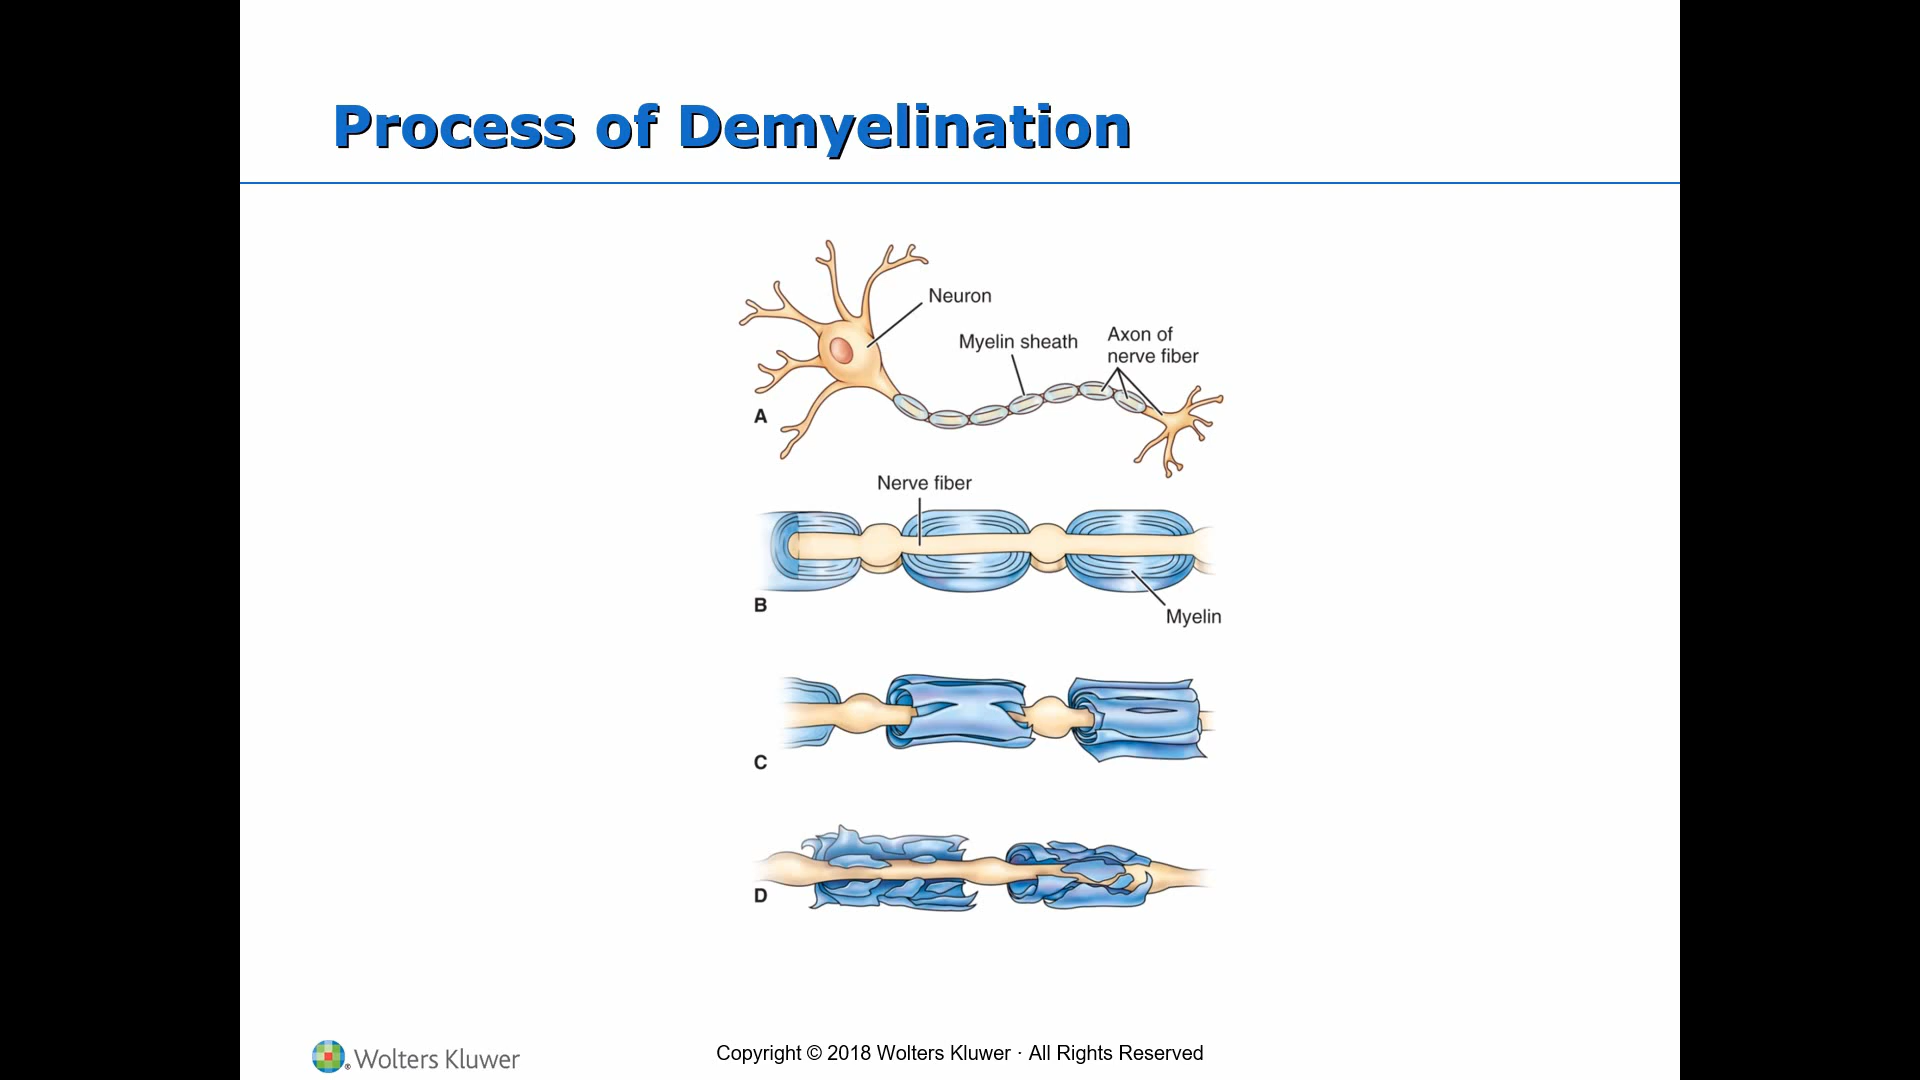 Process of Demyelination
Neuron
Myelin sheath
Axon of
nerve fiber
A
Nerve fiber
B
Myelin
C
D
Wolters Kluwer
Copyright © 2018 Wolters Kluwer · All Rights Reserved